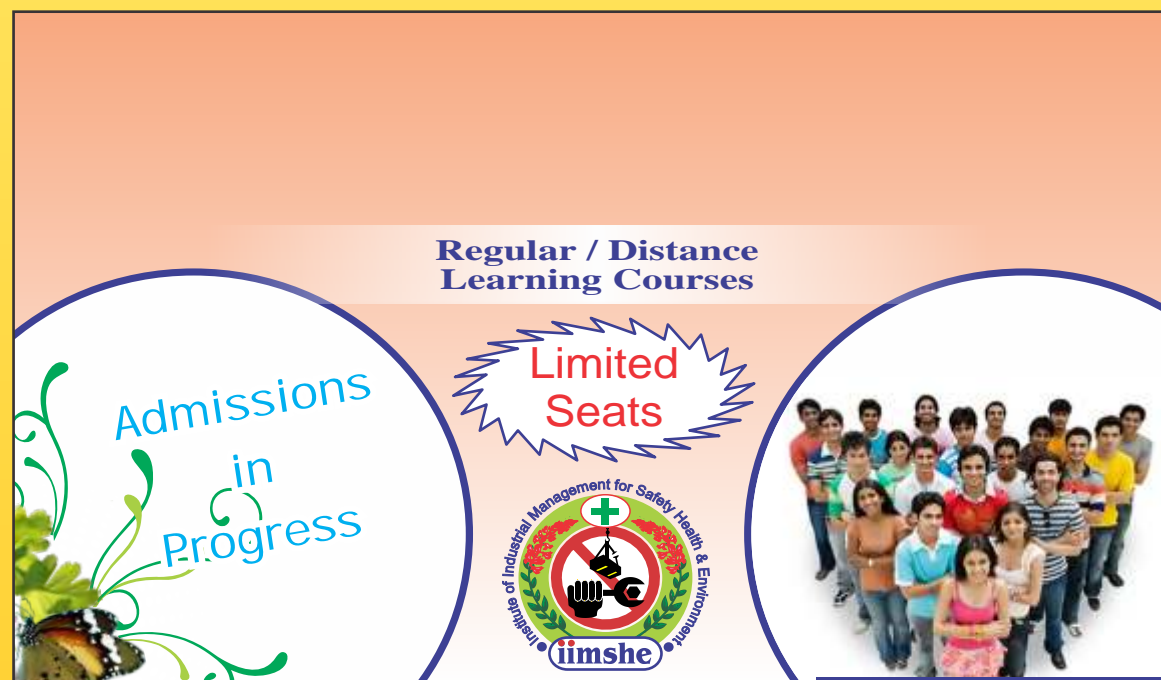 Regular / Distance
Learning Courses
Limited
Seats
Admissions
in
Progress
Institute of Industrial Management for Safety Health & Environment
iimshe